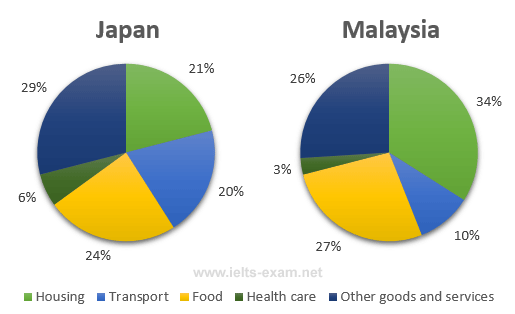 Japan
Malaysia
21%
20%
24%
6%
29%
34%
10%
27%
3%
26%
www.ielts-exam.net
Housing Transport Food Health care Other goods and services